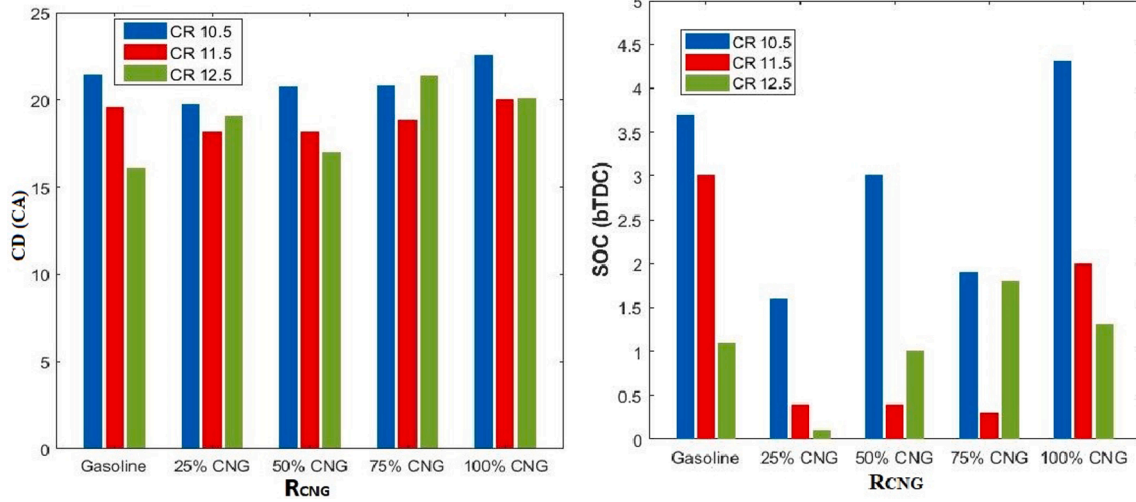 25
20
15
10
5
0
CD (CA)
CR 10.5
CR 11.5
CR 12.5
Gasoline 25% CNG 50% CNG 75% CNG 100% CNG
RCNG
5
4.5
4
3.5
3
2.5
2
1.5
1
0.5
0
SOC (bTDC)
CR 10.5
CR 11.5
CR 12.5
Gasoline 25% CNG 50% CNG 75% CNG 100% CNG
RCNG